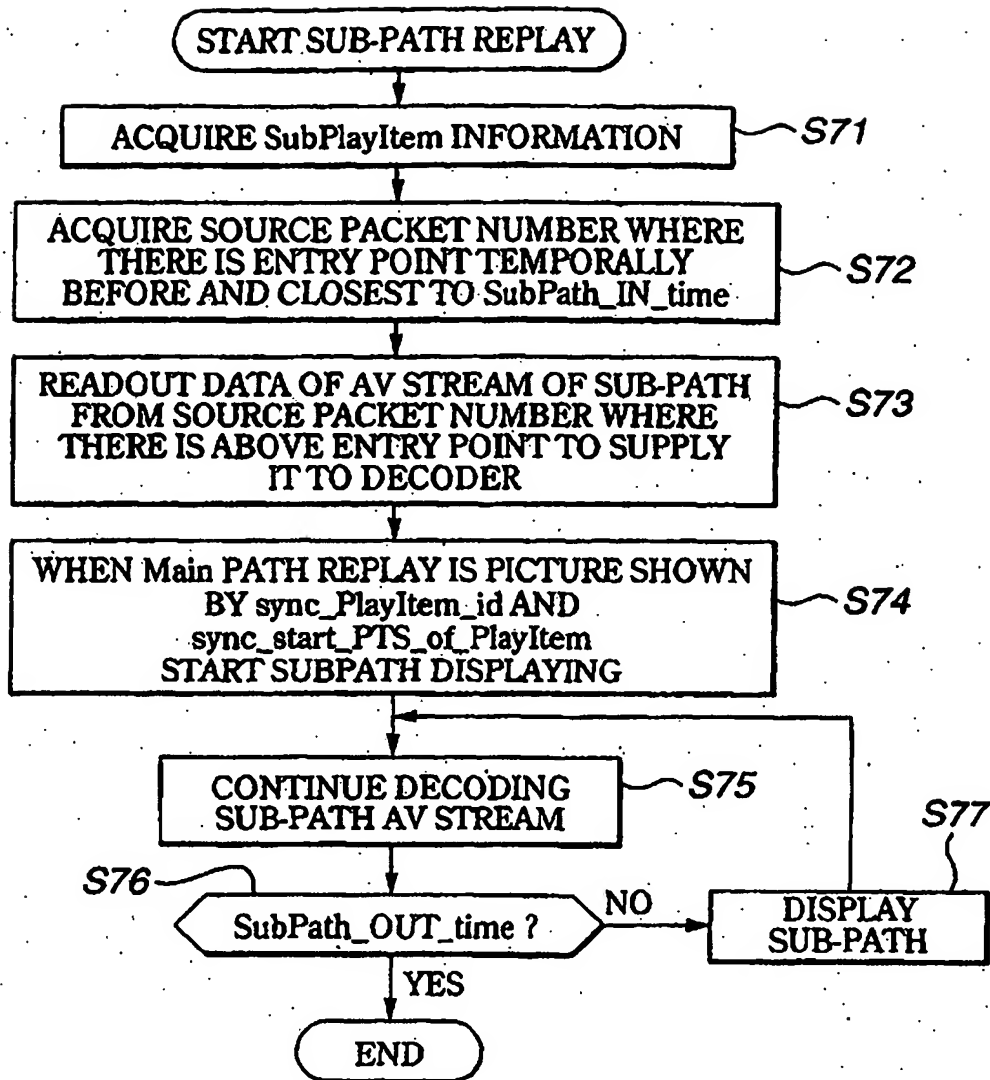 START SUB-PATH REPLAY
ACQUIRE SubPlayItem INFORMATION
S71
ACQUIRE SOURCE PACKET NUMBER WHERE
THERE IS ENTRY POINT TEMPORALLY
BEFORE AND CLOSEST TO SubPath_IN_time
S72
READOUT DATA OF AV STREAM OF SUB-PATH
FROM SOURCE PACKET NUMBER WHERE
THERE IS ABOVE ENTRY POINT TO SUPPLY
IT TO DECODER
S73
WHEN Main PATH REPLAY IS PICTURE SHOWN
BY sync_PlayItem_id AND
sync_start_PTS_of_PlayItem
START SUBPATH DISPLAYING
S74
CONTINUE DECODING
SUB-PATH AV STREAM
S75
S76
SubPath_OUT_time ?
NO
S77
DISPLAY
SUB-PATH
YES
END